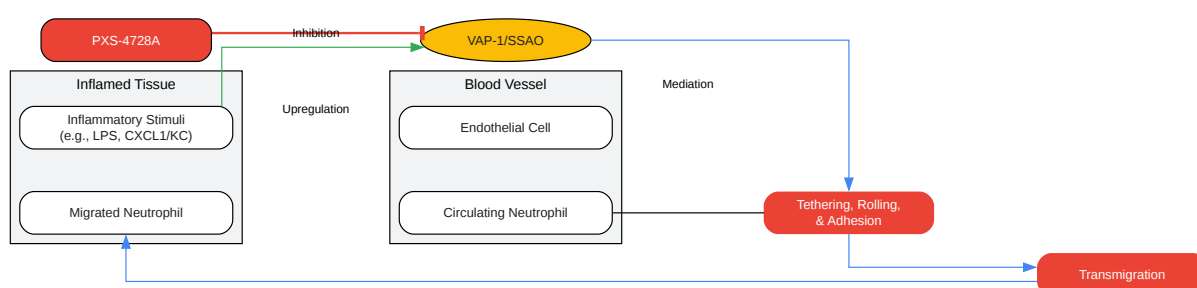 PXS-4728A
Inhibition
VAP-1/SSAO
Inflamed Tissue
Blood Vessel
Mediation
Upregulation
Inflammatory Stimuli
(e.g., LPS, CXCL1/KC)
Endothelial Cell
Migrated Neutrophil
Circulating Neutrophil
Tethering, Rolling,
& Adhesion
Transmigration